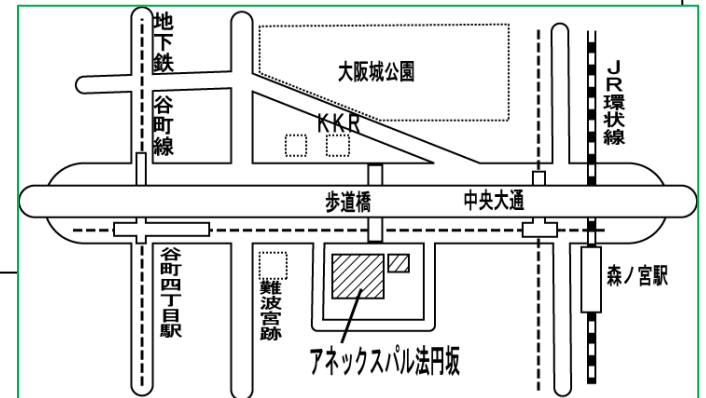 地下鉄谷町線
大阪城公園
JR環状線
KKR
歩道橋
中央大通
谷町四丁目駅
難波宮跡
森ノ宮駅
アネックスパル法円坂